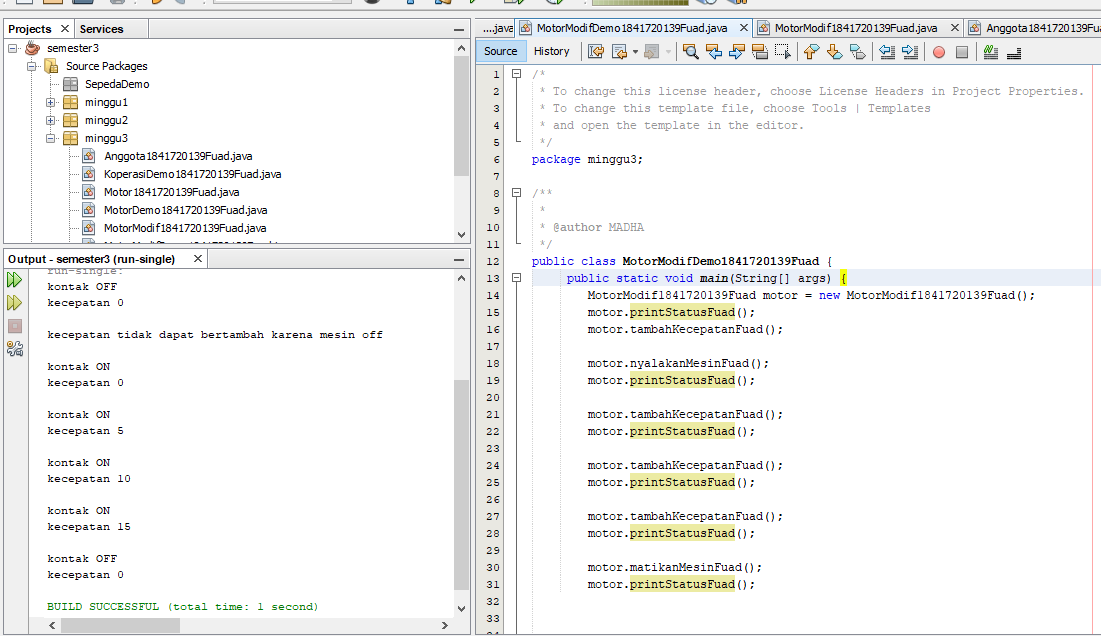 Projects
Services
semester3
Source Packages
SepedaDemo
minggu1
minggu2
minggu3
Anggota1841720139Fuad.java
KoperasiDemo1841720139Fuad.java
Motor1841720139Fuad.java
MotorDemo1841720139Fuad.java
MotorModif1841720139Fuad.java
Output - semester3 (run-single)
run-single:
kontak OFF
kecepatan 0
kecepatan tidak dapat bertambah karena mesin off
kontak ON
kecepatan 0
kontak ON
kecepatan 5
kontak ON
kecepatan 10
kontak ON
kecepatan 15
kontak OFF
kecepatan 0
BUILD SUCCESSFUL (total time: 1 second)
...java
MotorModifDemo1841720139Fuad.java
MotorModif1841720139Fuad.java
Anggota1841720139Fua
Source
History
1 /*
2 * To change this license header, choose License Headers in Project Properties.
3 * To change this template file, choose Tools | Templates
4 * and open the template in the editor.
5 */
6 package minggu3;
7
8 /**
9 *
10 * @author MADHA
11 */
12 public class MotorModifDemo1841720139Fuad {
13 public static void main(String[] args) {
14 MotorModif1841720139Fuad motor = new MotorModif1841720139Fuad();
15 motor.printStatusFuad();
16 motor.tambahKecepatanFuad();
17
18 motor.nyalakanMesinFuad();
19 motor.printStatusFuad();
20
21 motor.tambahKecepatanFuad();
22 motor.printStatusFuad();
23
24 motor.tambahKecepatanFuad();
25 motor.printStatusFuad();
26
27 motor.tambahKecepatanFuad();
28 motor.printStatusFuad();
29
30 motor.matikanMesinFuad();
31 motor.printStatusFuad();
32
33